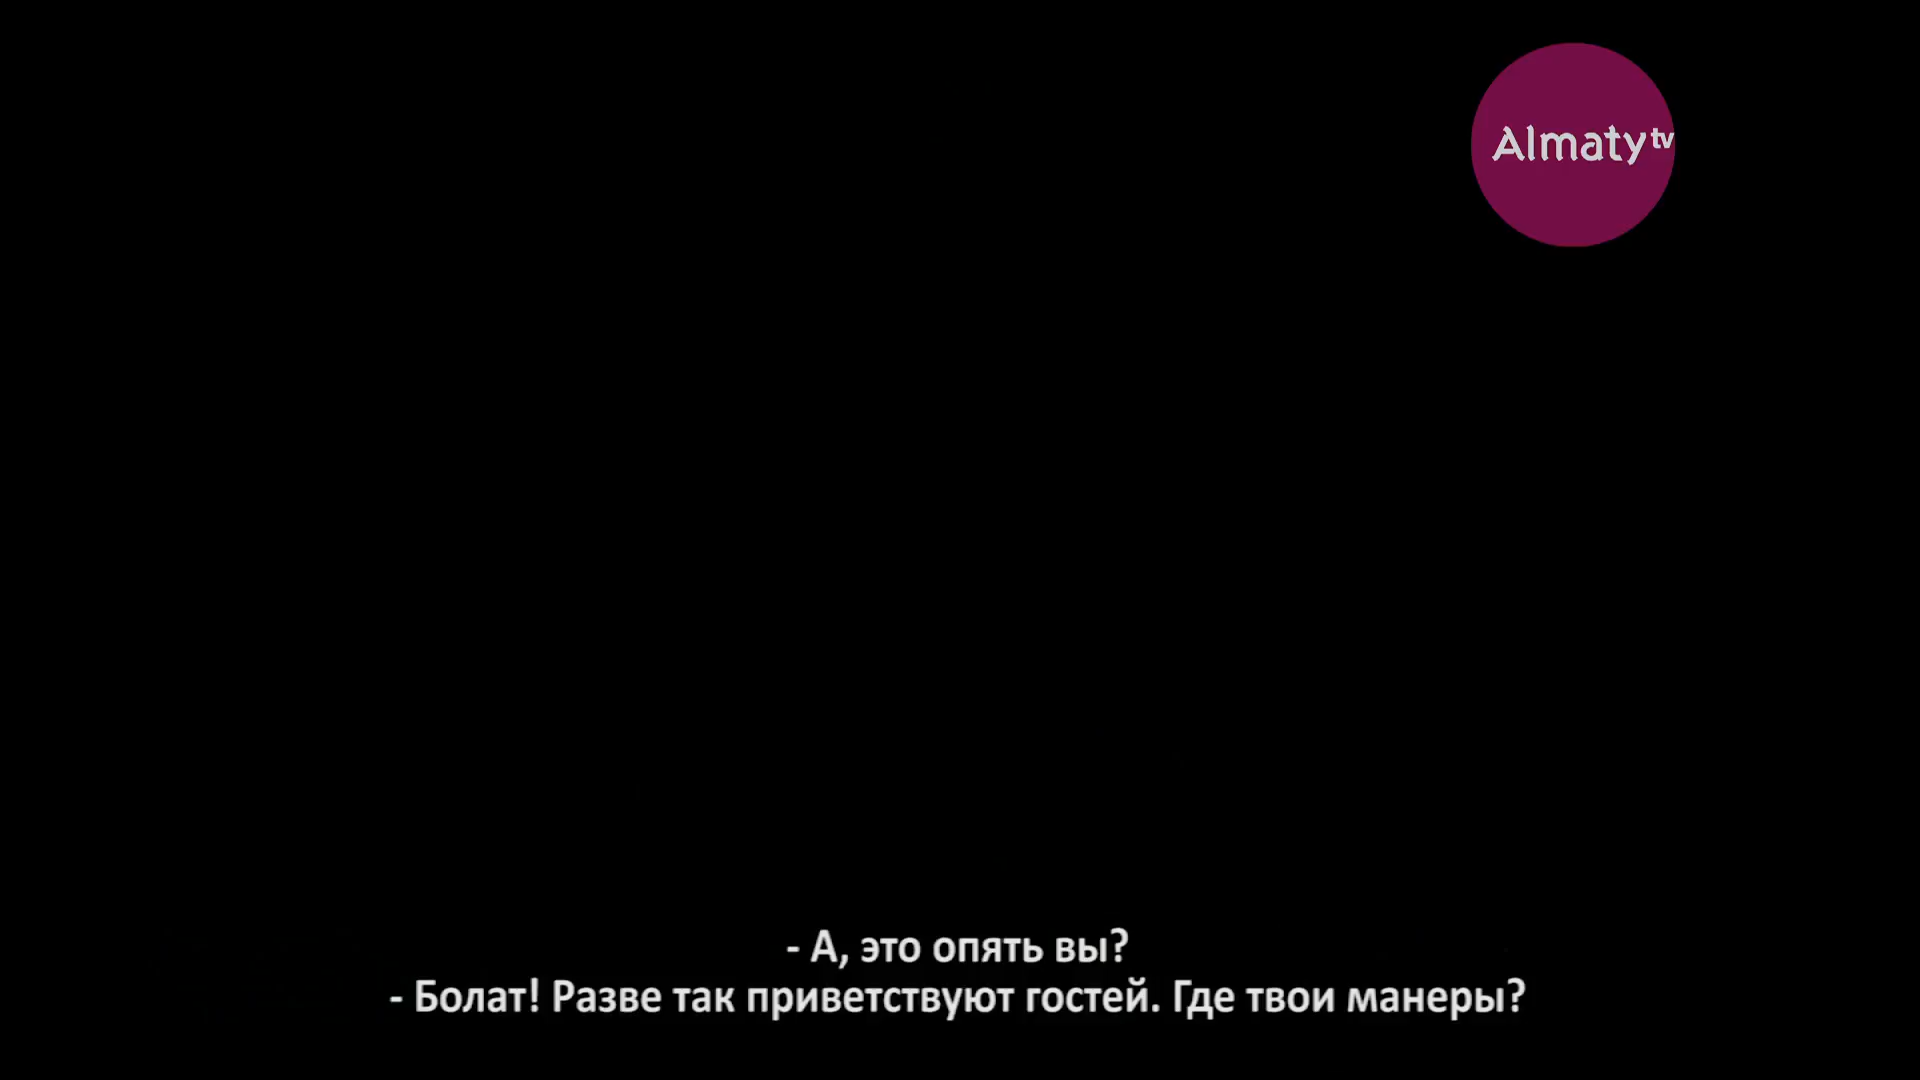 Almaty tv
- А, это опять вы?
- Болат! Разве так приветствуют гостей. Где твои манеры?